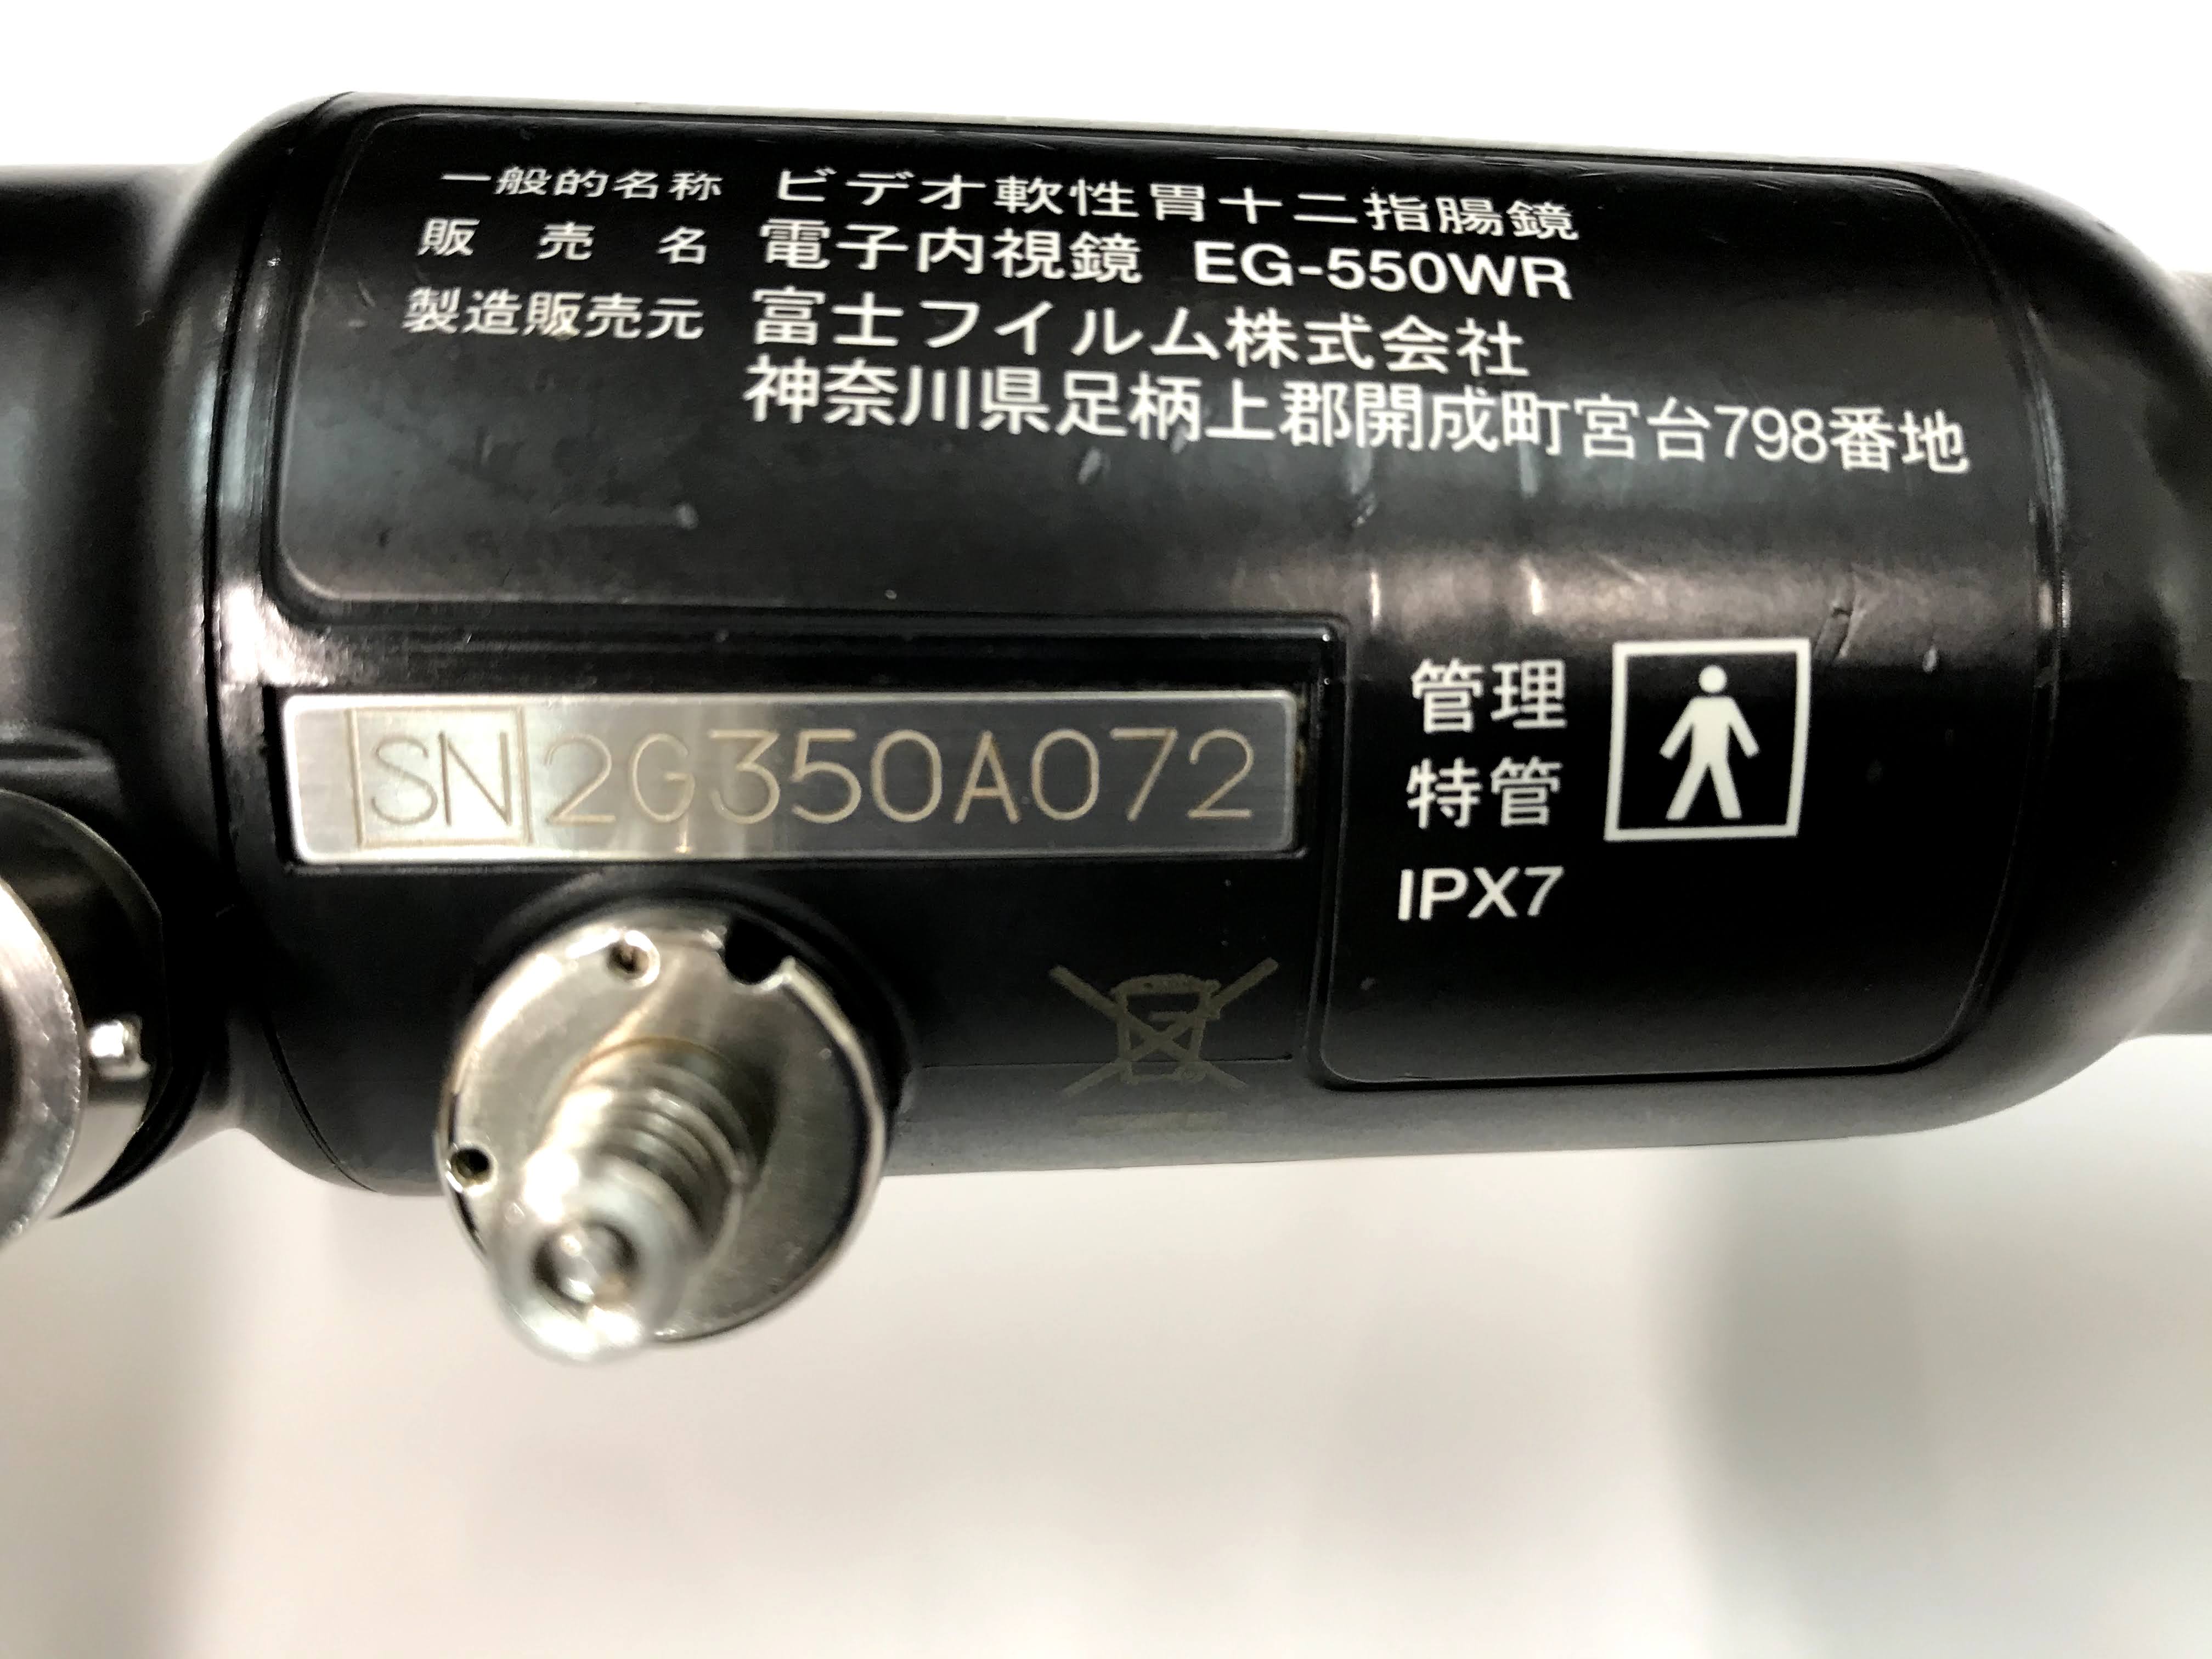 一般的名称 ビデオ軟性胃十二指腸鏡
販売名 電子内視鏡 EG-550WR
製造販売元 富士フイルム株式会社
神奈川県足柄上郡開成町宮台798番地
SN 2G350A072
管理
特管
IPX7